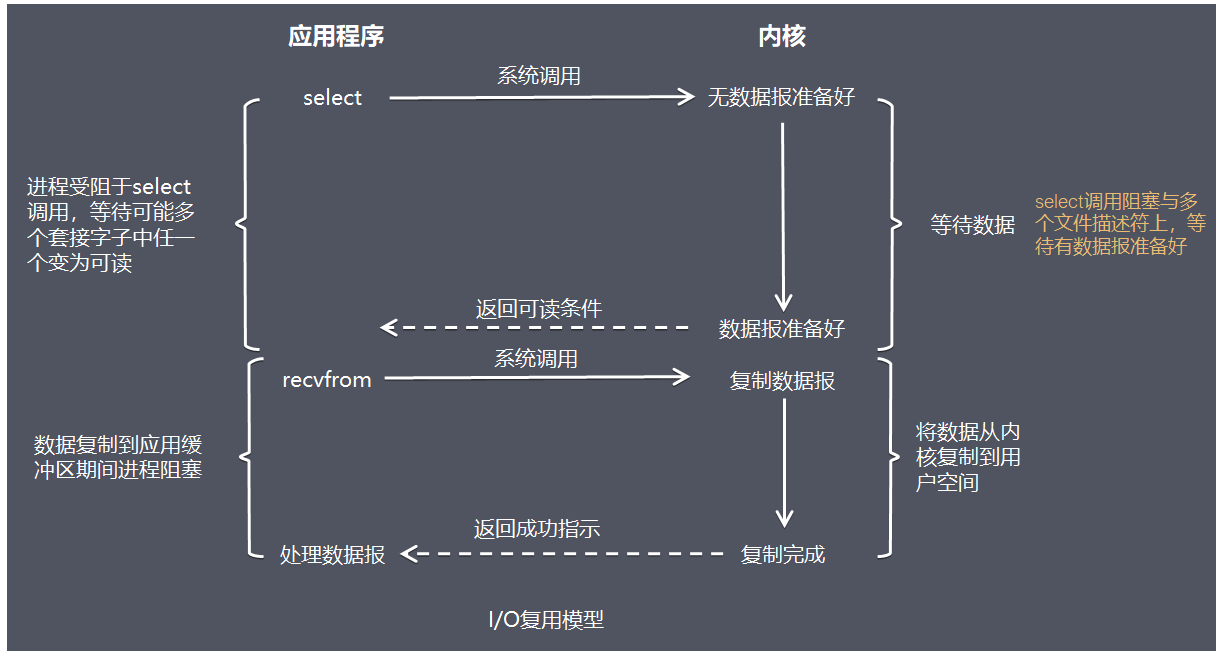 应用程序
内核
系统调用
select
无数据报准备好
进程受阻于select
调用，等待可能多
个套接字子中任一
个变为可读
等待数据
select调用阻塞与多
个文件描述符上，等
待有数据报准备好
返回可读条件
数据报准备好
系统调用
recvfrom
复制数据报
数据复制到应用缓
冲区期间进程阻塞
将数据从内
核复制到用
户空间
返回成功指示
处理数据报
复制完成
I/O复用模型